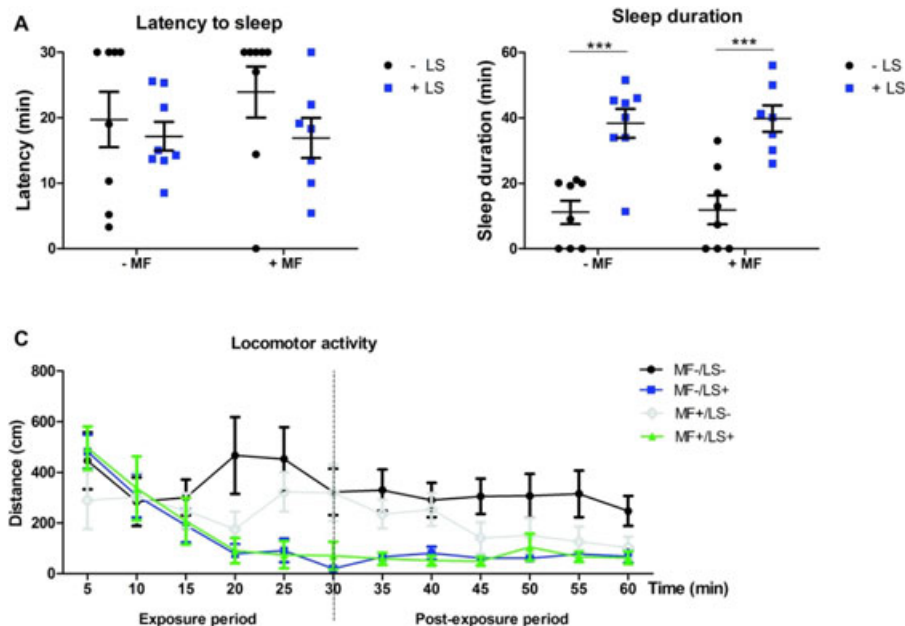 A
Latency to sleep
Latency (min)
30
20
10
0
- MF
+ MF
- LS
+ LS
Sleep duration
Sleep duration (min)
60
40
20
0
***
***
- MF
+ MF
- LS
+ LS
C
Locomotor activity
Distance (cm)
800
600
400
200
0
5 10 15 20 25 30 35 40 45 50 55 60 Time (min)
Exposure period Post-exposure period
MF-/LS-
MF-/LS+
MF+/LS-
MF+/LS+